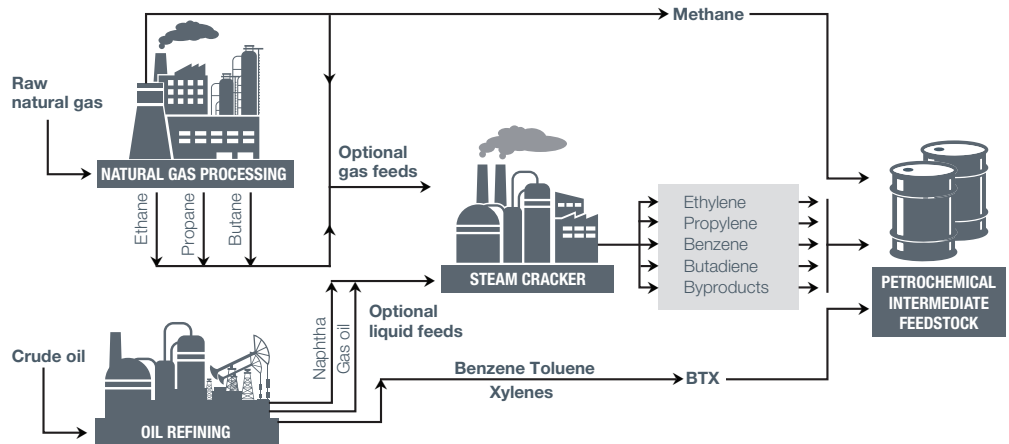 Methane
Raw
natural gas
NATURAL GAS PROCESSING
Ethane
Propane
Butane
Optional
gas feeds
STEAM CRACKER
Ethylene
Propylene
Benzene
Butadiene
Byproducts
PETROCHEMICAL
INTERMEDIATE
FEEDSTOCK
Naphtha
Gas oil
Optional
liquid feeds
Crude oil
OIL REFINING
Benzene Toluene
Xylenes
BTX